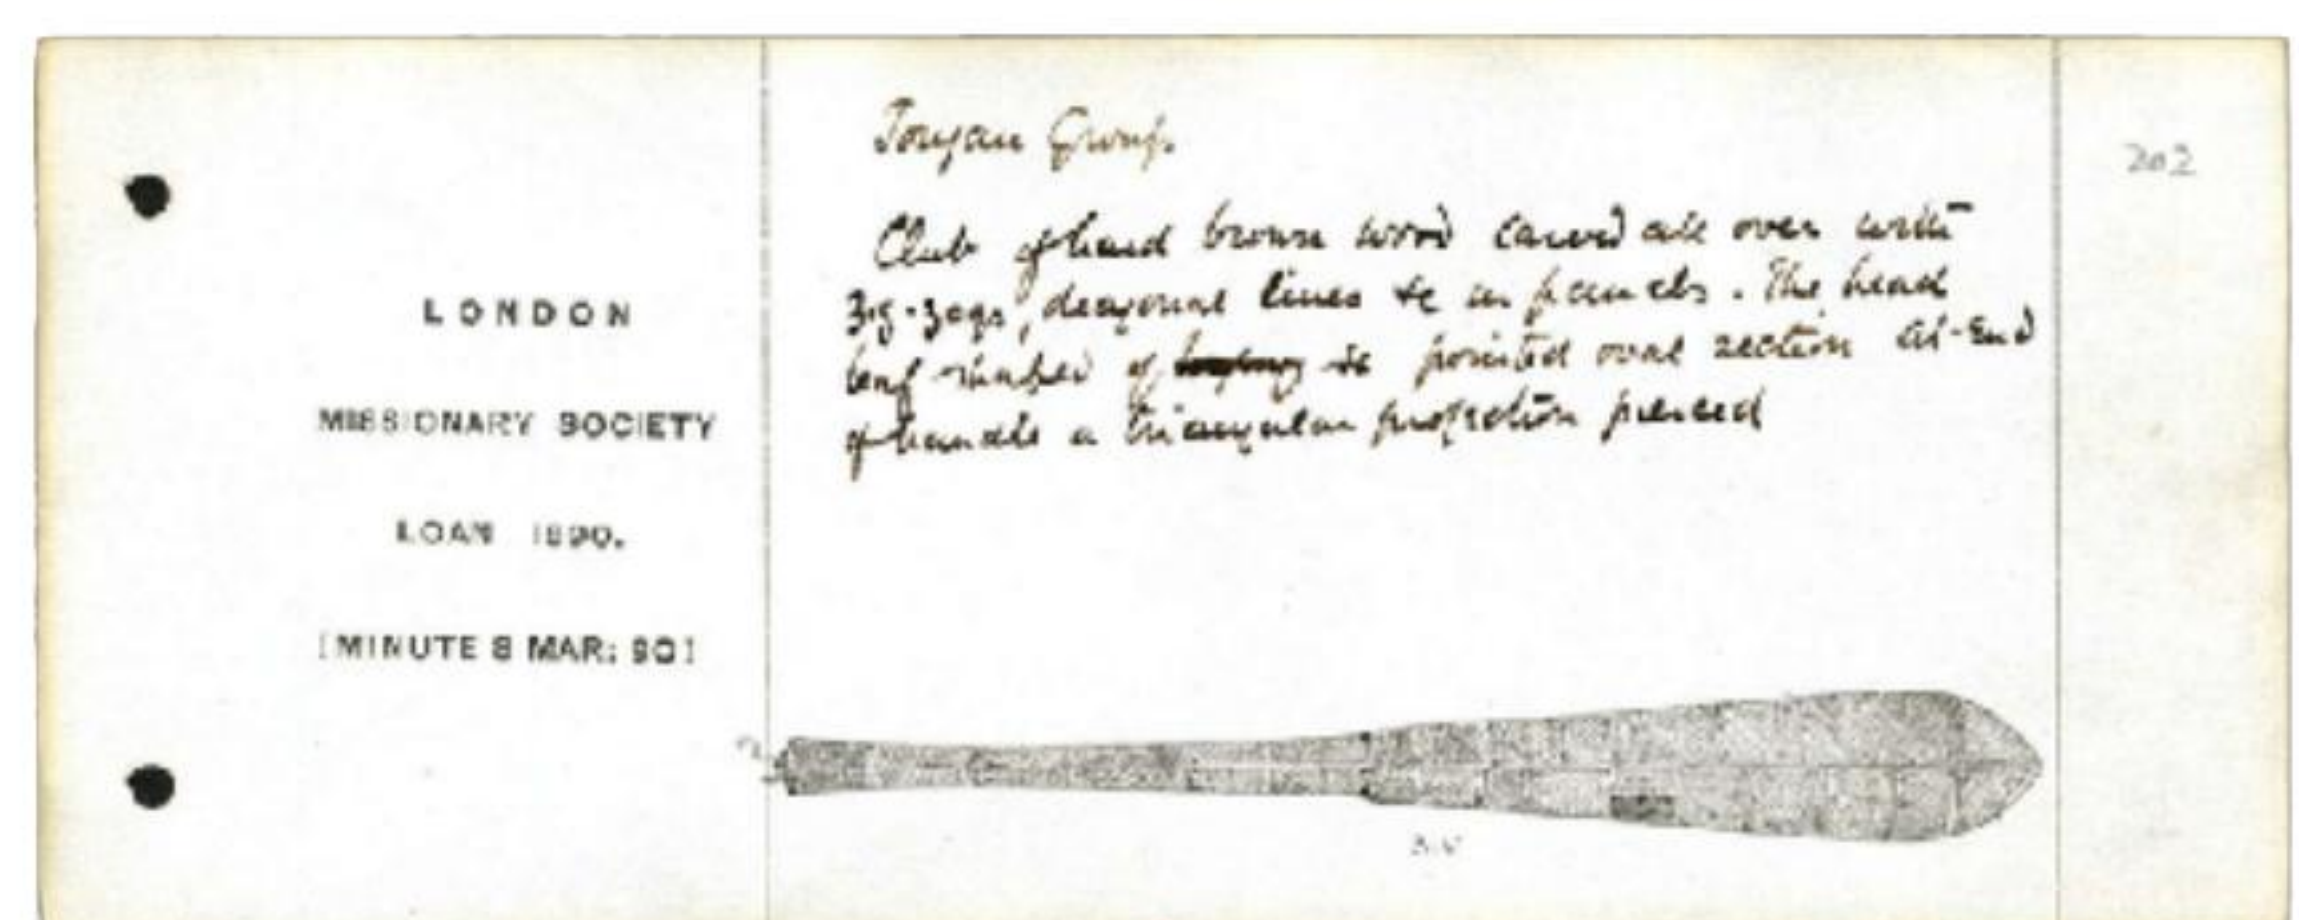 LONDON
MISSIONARY SOCIETY
LOAN 1890.
[MINUTE 8 MAR: 90]
Tongan Group.
Club of hard brown wood carved all over with
zig-zags, diagonal lines &c in panels. The head
leaf-shaped of pointed oval section At end
of handle a triangular projection pierced
202